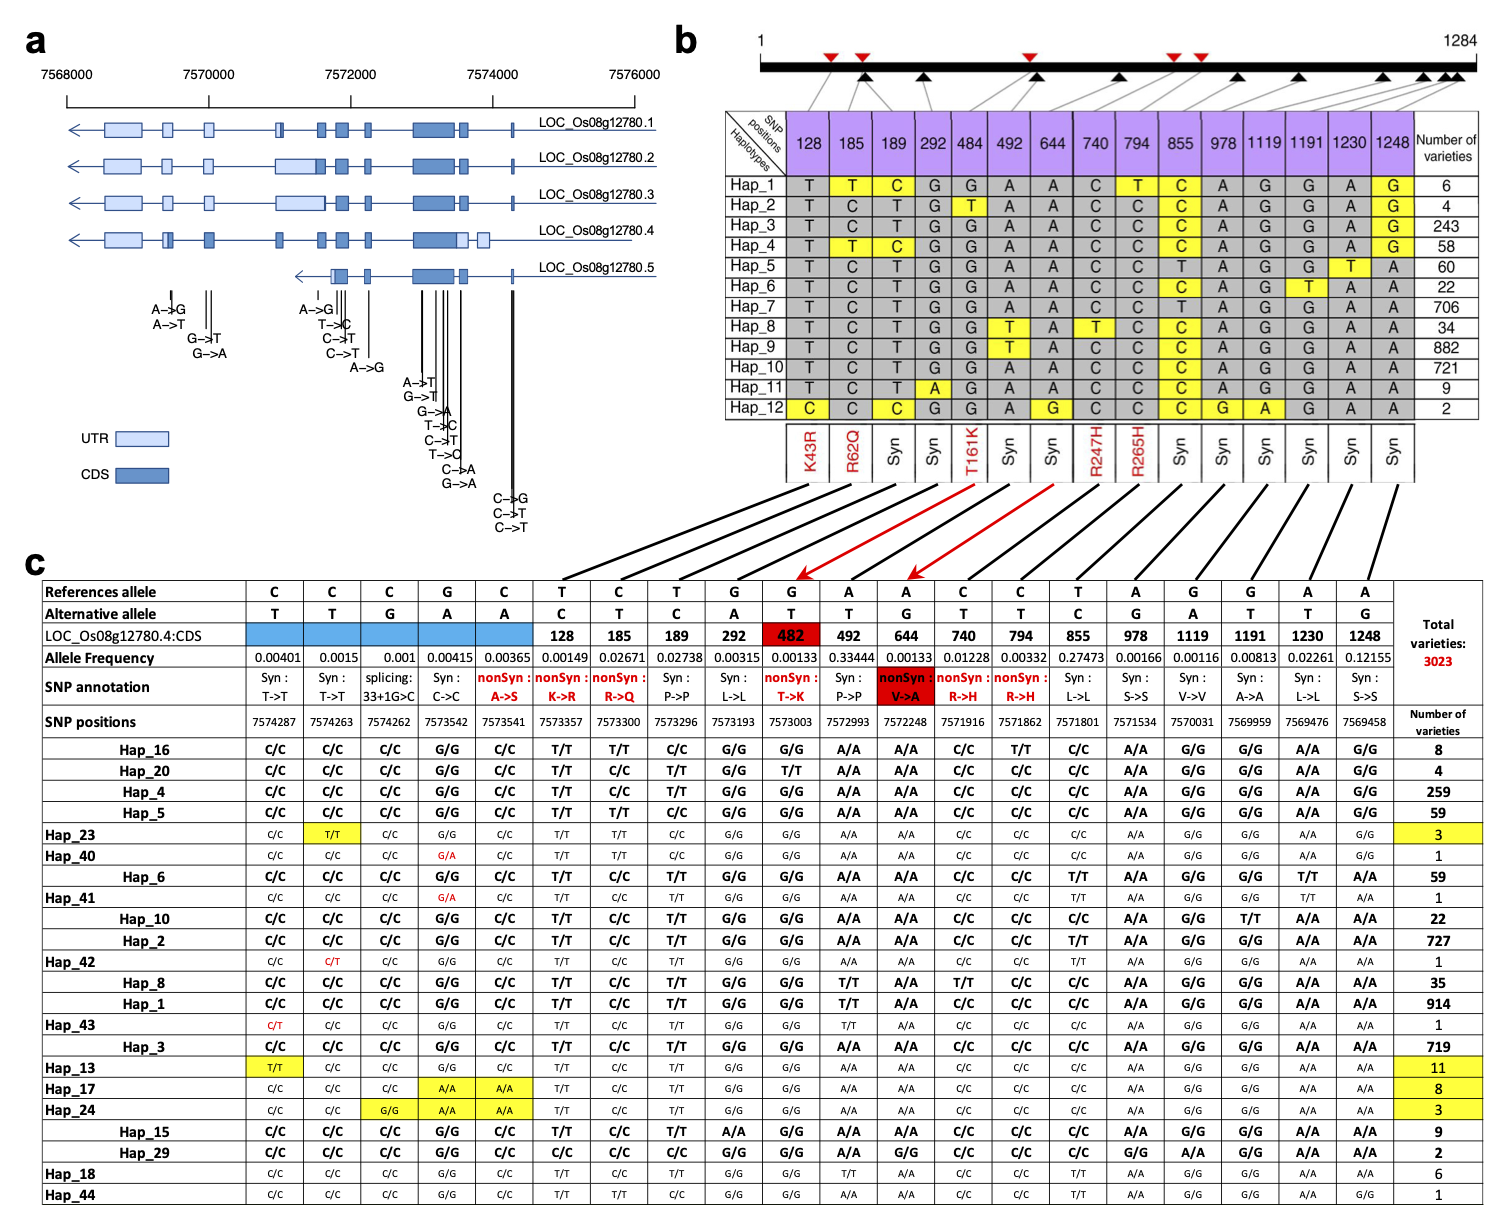 a
7568000 7570000 7572000 7574000 7576000
LOC_Os08g12780.1
LOC_Os08g12780.2
LOC_Os08g12780.3
LOC_Os08g12780.4
LOC_Os08g12780.5
A->G
A->T
G->T
G->A
A->G
T->C
C->T
C->T
A->G
A->T
G->T
G->A
T->C
C->T
T->C
C->A
G->A
C->G
C->T
C->T
UTR
CDS
b
1 1284
SNP positions
Haplotypes
128 185 189 292 484 492 644 740 794 855 978 1119 1191 1230 1248 Number of varieties
Hap_1 T T C G G A A C T C A G G A G 6
Hap_2 T C T G T A A C C C A G G A G 4
Hap_3 T C T G G A A C C C A G G A G 243
Hap_4 T T C G G A A C C C A G G A G 58
Hap_5 T C T G G A A C C T A G G T A 60
Hap_6 T C T G G A A C C C A G T A A 22
Hap_7 T C T G G A A C C T A G G A A 706
Hap_8 T C T G G T A T C C A G G A A 34
Hap_9 T C T G G T A C C C A G G A A 882
Hap_10 T C T G G A A C C C A G G A A 721
Hap_11 T C T A G A A C C C A G G A A 9
Hap_12 C C C G G A G C C C G A G A A 2
K43R R62Q Syn Syn T161K Syn Syn R247H R265H Syn Syn Syn Syn Syn Syn
c
References allele C C C G C T C T G G A A C C T A G G A A
Alternative allele T T G A A C T C A T T G T T C G A T T G
LOC_Os08g12780.4:CDS 128 185 189 292 482 492 644 740 794 855 978 1119 1191 1230 1248
Total varieties: 3023
Allele Frequency 0.00401 0.0015 0.001 0.00415 0.00365 0.00149 0.02671 0.02738 0.00315 0.00133 0.33444 0.00133 0.01228 0.00332 0.27473 0.00166 0.00116 0.00813 0.02261 0.12155
SNP annotation
Syn : Syn : splicing: Syn : nonSyn : nonSyn : nonSyn : Syn : Syn : nonSyn : Syn : nonSyn : nonSyn : nonSyn : Syn : Syn : Syn : Syn : Syn : Syn :
T->T T->T 33+1G>C C->C A->S K->R R->Q P->P L->L T->K P->P V->A R->H R->H L->L S->S V->V A->A L->L S->S
SNP positions 7574287 7574263 7574262 7573542 7573541 7573357 7573300 7573296 7573193 7573003 7572993 7572248 7571916 7571862 7571801 7571534 7570031 7569959 7569476 7569458 Number of varieties
Hap_16 C/C C/C C/C G/G C/C T/T T/T C/C G/G G/G A/A A/A C/C T/T C/C A/A G/G G/G A/A G/G 8
Hap_20 C/C C/C C/C G/G C/C T/T C/C T/T G/G T/T A/A A/A C/C C/C C/C A/A G/G G/G A/A G/G 4
Hap_4 C/C C/C C/C G/G C/C T/T C/C T/T G/G G/G A/A A/A C/C C/C C/C A/A G/G G/G A/A G/G 259
Hap_5 C/C C/C C/C G/G C/C T/T T/T C/C G/G G/G A/A A/A C/C C/C C/C A/A G/G G/G A/A G/G 59
Hap_23 C/C T/T C/C G/G C/C T/T T/T C/C G/G G/G A/A A/A C/C C/C C/C A/A G/G G/G A/A G/G 3
Hap_40 C/C C/C C/C G/A C/C T/T T/T C/C G/G G/G A/A A/A C/C C/C C/C A/A G/G G/G A/A G/G 1
Hap_6 C/C C/C C/C G/G C/C T/T C/C T/T G/G G/G A/A A/A C/C C/C T/T A/A G/G G/G T/T A/A 59
Hap_41 C/C C/C C/C G/A C/C T/T C/C T/T G/G G/G A/A A/A C/C C/C T/T A/A G/G G/G T/T A/A 1
Hap_10 C/C C/C C/C G/G C/C T/T C/C T/T G/G G/G A/A A/A C/C C/C C/C A/A G/G T/T A/A A/A 22
Hap_2 C/C C/C C/C G/G C/C T/T C/C T/T G/G G/G A/A A/A C/C C/C T/T A/A G/G G/G A/A A/A 727
Hap_42 C/C C/T C/C G/G C/C T/T C/C T/T G/G G/G A/A A/A C/C C/C T/T A/A G/G G/G A/A A/A 1
Hap_8 C/C C/C C/C G/G C/C T/T C/C T/T G/G G/G T/T A/A T/T C/C C/C A/A G/G G/G A/A A/A 35
Hap_1 C/C C/C C/C G/G C/C T/T C/C T/T G/G G/G T/T A/A C/C C/C C/C A/A G/G G/G A/A A/A 914
Hap_43 C/T C/C C/C G/G C/C T/T C/C T/T G/G G/G T/T A/A C/C C/C C/C A/A G/G G/G A/A A/A 1
Hap_3 C/C C/C C/C G/G C/C T/T C/C T/T G/G G/G A/A A/A C/C C/C C/C A/A G/G G/G A/A A/A 719
Hap_13 T/T C/C C/C G/G C/C T/T C/C T/T G/G G/G A/A A/A C/C C/C C/C A/A G/G G/G A/A A/A 11
Hap_17 C/C C/C C/C A/A A/A T/T C/C T/T G/G G/G A/A A/A C/C C/C C/C A/A G/G G/G A/A A/A 8
Hap_24 C/C C/C G/G A/A A/A T/T C/C T/T G/G G/G A/A A/A C/C C/C C/C A/A G/G G/G A/A A/A 3
Hap_15 C/C C/C C/C G/G C/C T/T C/C T/T A/A G/G A/A A/A C/C C/C C/C A/A G/G G/G A/A A/A 9
Hap_29 C/C C/C C/C G/G C/C C/C C/C C/C G/G G/G A/A G/G C/C C/C C/C G/G A/A G/G A/A A/A 2
Hap_18 C/C C/C C/C G/G C/C T/T C/C T/T G/G G/G T/T A/A C/C C/C T/T A/A G/G G/G A/A A/A 6
Hap_44 C/C C/C C/C G/G C/C T/T T/T C/C G/G G/G A/A A/A C/C C/C T/T A/A G/G G/G A/A G/G 1